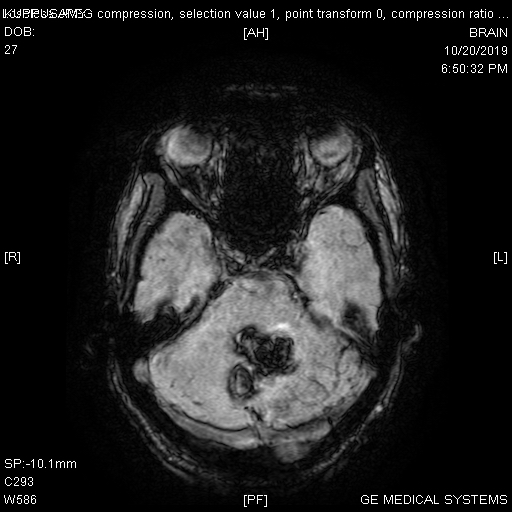 compression, selection value 1, point transform 0, compression ratio ...
DOB:
27
[AH]
BRAIN
10/20/2019
6:50:32 PM
[R]
[L]
SP:-10.1mm
C293
W586
[PF]
GE MEDICAL SYSTEMS